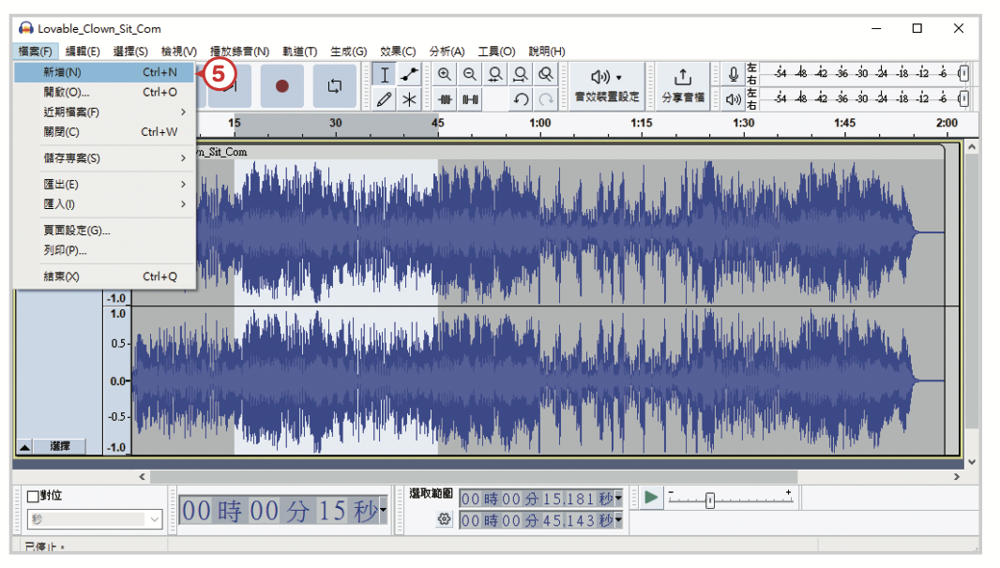 Lovable_Clown_Sit_Com
檔案(F) 編輯(E) 選擇(S) 檢視(V) 播放錄音(N) 軌道(T) 生成(G) 效果(C) 分析(A) 工具(O) 說明(H)
新增(N) Ctrl+N
5
開啟(O)... Ctrl+O
近期檔案(F)
關閉(C) Ctrl+W
儲存專案(S)
匯出(E)
匯入(I)
頁面設定(G)...
列印(P)...
結束(X) Ctrl+Q
音效裝置設定
分享音檔
左 -54 -48 -42 -36 -30 -24 -18 -12 -6 0
右
左 -54 -48 -42 -36 -30 -24 -18 -12 -6 0
右
15 30 45 1:00 1:15 1:30 1:45 2:00
n_Sit_Com
-1.0
1.0
0.5
0.0
-0.5
-1.0
選擇
對位
秒
00 時 00 分 15 秒
選取範圍
00 時 00 分 15.181 秒
00 時 00 分 45.143 秒
- +
已停止。